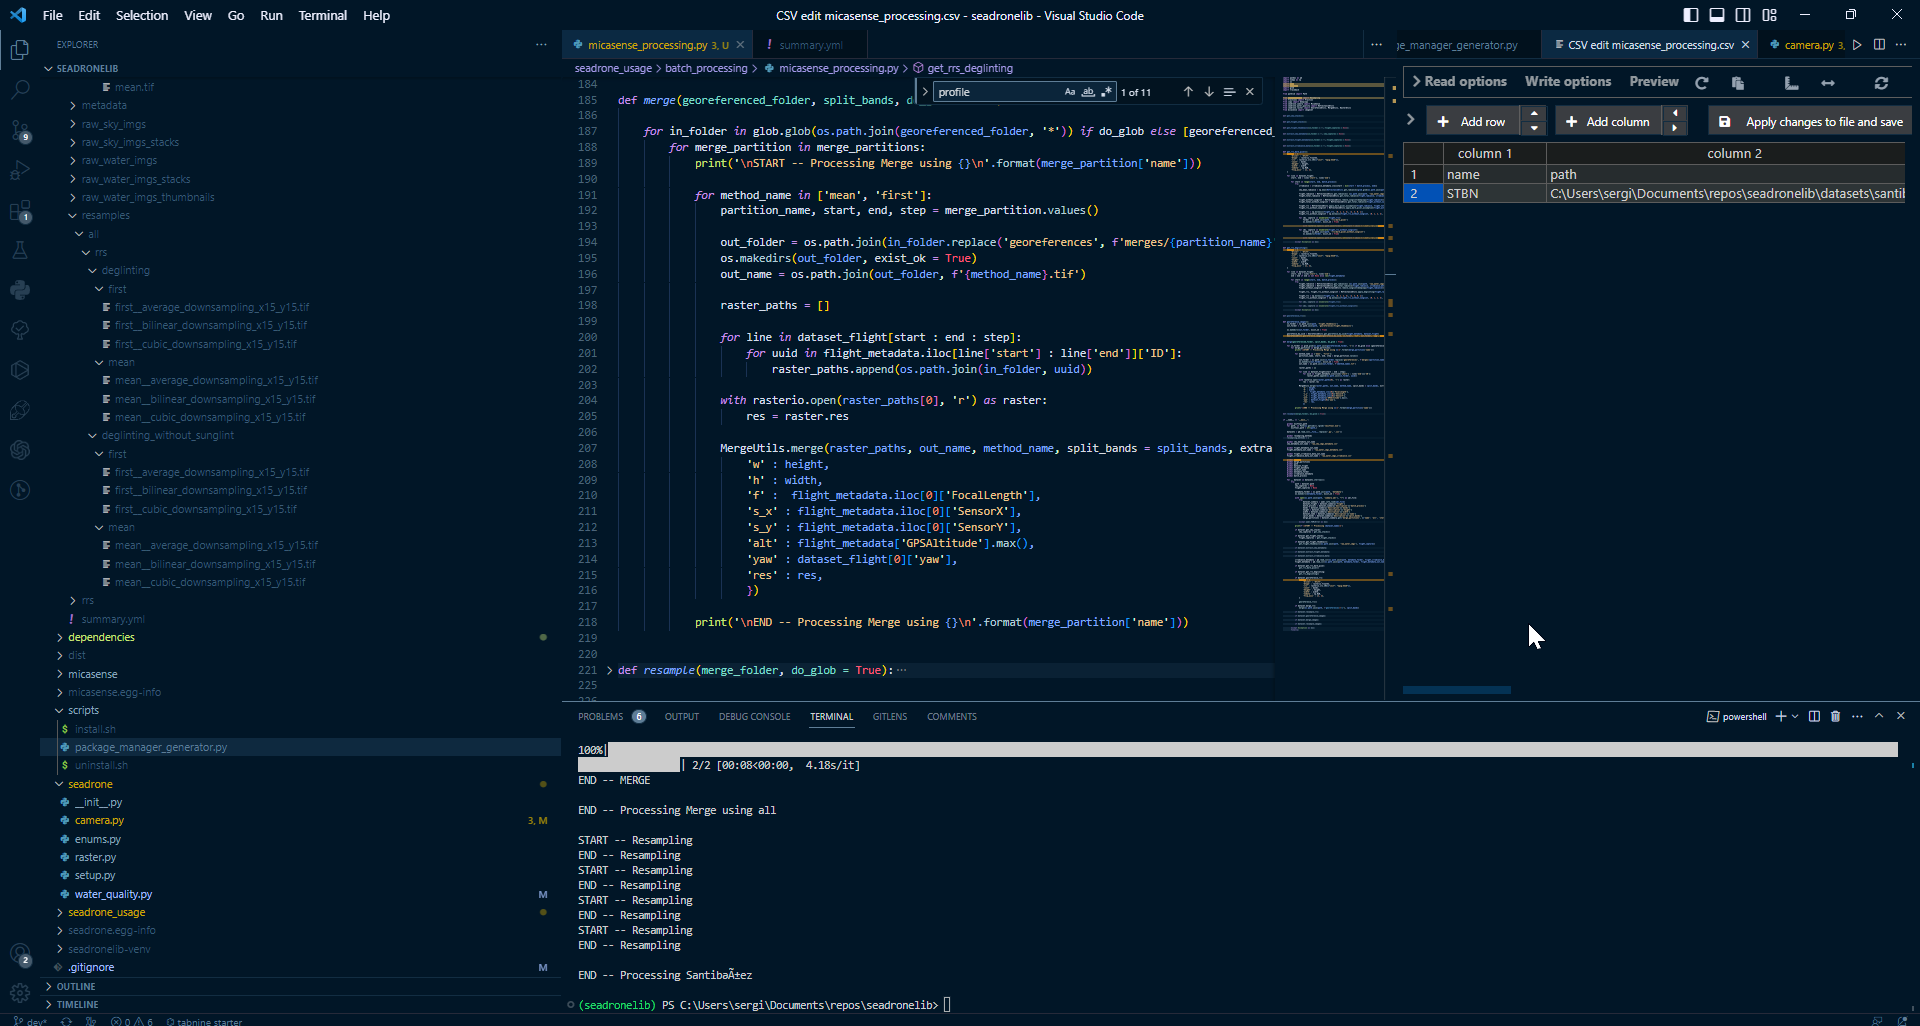 File Edit Selection View Go Run Terminal Help
CSV edit micasense_processing.csv - seadronelib - Visual Studio Code
EXPLORER
SEADRONELIB
mean.tif
metadata
raw_sky_imgs
raw_sky_imgs_stacks
raw_water_imgs
raw_water_imgs_stacks
raw_water_imgs_thumbnails
resamples
all
rrs
deglinting
first
first__average_downsampling_x15_y15.tif
first__bilinear_downsampling_x15_y15.tif
first__cubic_downsampling_x15_y15.tif
mean
mean__average_downsampling_x15_y15.tif
mean__bilinear_downsampling_x15_y15.tif
mean__cubic_downsampling_x15_y15.tif
deglinting_without_sunglint
first
first__average_downsampling_x15_y15.tif
first__bilinear_downsampling_x15_y15.tif
first__cubic_downsampling_x15_y15.tif
mean
mean__average_downsampling_x15_y15.tif
mean__bilinear_downsampling_x15_y15.tif
mean__cubic_downsampling_x15_y15.tif
rrs
! summary.yml
dependencies
dist
micasense
micasense.egg-info
scripts
$ install.sh
package_manager_generator.py
$ uninstall.sh
seadrone
__init__.py
camera.py 3, M
enums.py
raster.py
setup.py
water_quality.py M
seadrone_usage
seadrone.egg-info
seadronelib-venv
.gitignore M
OUTLINE
TIMELINE
9
1
2
micasense_processing.py 3, U
! summary.yml
seadrone_usage > batch_processing > micasense_processing.py > get_rrs_deglinting
profile Aa ab 1 of 11
184
185 def merge(georeferenced_folder, split_bands, d
186
187 for in_folder in glob.glob(os.path.join(georeferenced_folder, '*')) if do_glob else [georeferenced_
188 for merge_partition in merge_partitions:
189 print('\nSTART -- Processing Merge using {}\n'.format(merge_partition['name']))
190
191 for method_name in ['mean', 'first']:
192 partition_name, start, end, step = merge_partition.values()
193
194 out_folder = os.path.join(in_folder.replace('georeferences', f'merges/{partition_name}
195 os.makedirs(out_folder, exist_ok = True)
196 out_name = os.path.join(out_folder, f'{method_name}.tif')
197
198 raster_paths = []
199
200 for line in dataset_flight[start : end : step]:
201 for uuid in flight_metadata.iloc[line['start'] : line['end']]['ID']:
202 raster_paths.append(os.path.join(in_folder, uuid))
203
204 with rasterio.open(raster_paths[0], 'r') as raster:
205 res = raster.res
206
207 MergeUtils.merge(raster_paths, out_name, method_name, split_bands = split_bands, extra
208 'w' : height,
209 'h' : width,
210 'f' : flight_metadata.iloc[0]['FocalLength'],
211 's_x' : flight_metadata.iloc[0]['SensorX'],
212 's_y' : flight_metadata.iloc[0]['SensorY'],
213 'alt' : flight_metadata['GPSAltitude'].max(),
214 'yaw' : dataset_flight[0]['yaw'],
215 'res' : res,
216 })
217
218 print('\nEND -- Processing Merge using {}\n'.format(merge_partition['name']))
219
220
221 def resample(merge_folder, do_glob = True):···
225
226
ge_manager_generator.py
CSV edit micasense_processing.csv
camera.py 3,
Read options Write options Preview
+ Add row + Add column Apply changes to file and save
column 1 column 2
1 name path
2 STBN C:\Users\sergi\Documents\repos\seadronelib\datasets\santib
PROBLEMS 6 OUTPUT DEBUG CONSOLE TERMINAL GITLENS COMMENTS
powershell
100%|
| 2/2 [00:08<00:00, 4.18s/it]
END -- MERGE
END -- Processing Merge using all
START -- Resampling
END -- Resampling
START -- Resampling
END -- Resampling
START -- Resampling
END -- Resampling
START -- Resampling
END -- Resampling
END -- Processing SantibaÃ±ez
(seadronelib) PS C:\Users\sergi\Documents\repos\seadronelib>
dev* 0 6 tabnine starter